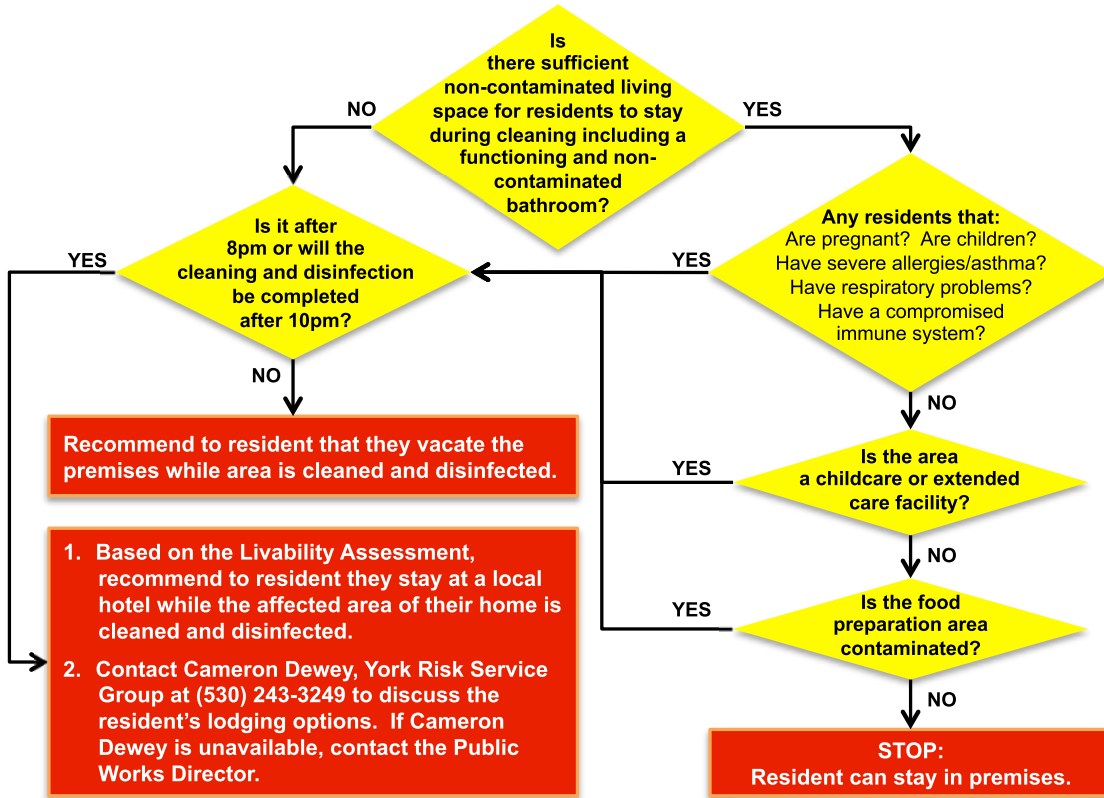 Is
there sufficient
non-contaminated living
space for residents to stay
during cleaning including a
functioning and non-
contaminated
bathroom?
NO
YES
Is it after
8pm or will the
cleaning and disinfection
be completed
after 10pm?
YES
NO
Any residents that:
Are pregnant? Are children?
Have severe allergies/asthma?
Have respiratory problems?
Have a compromised
immune system?
YES
NO
Recommend to resident that they vacate the
premises while area is cleaned and disinfected.
Is the area
a childcare or extended
care facility?
YES
NO
1. Based on the Livability Assessment,
recommend to resident they stay at a local
hotel while the affected area of their home is
cleaned and disinfected.
2. Contact Cameron Dewey, York Risk Service
Group at (530) 243-3249 to discuss the
resident’s lodging options. If Cameron
Dewey is unavailable, contact the Public
Works Director.
Is the food
preparation area
contaminated?
YES
NO
STOP:
Resident can stay in premises.